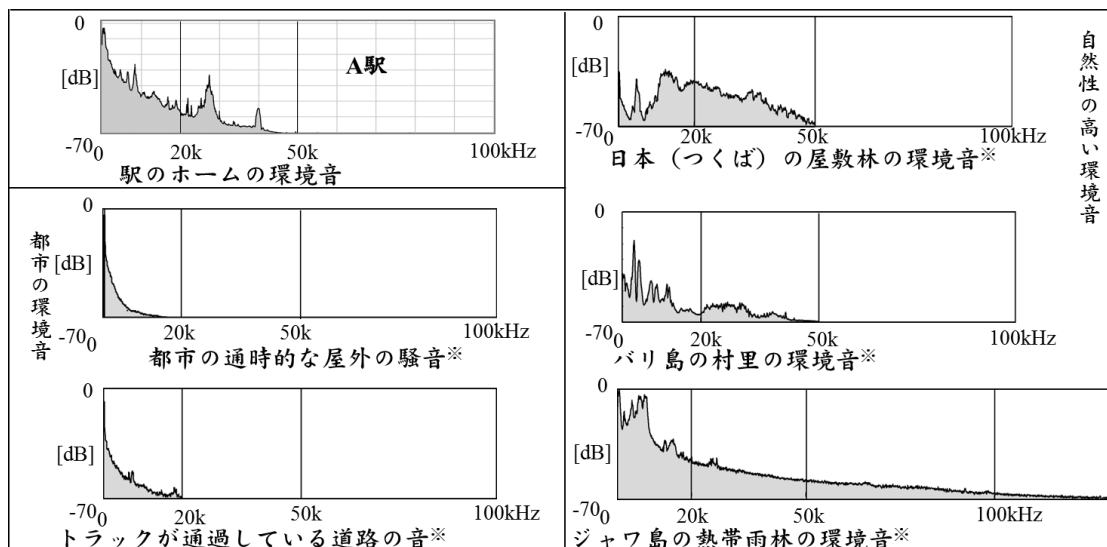 0
[dB]
A駅
-70
0
20k
50k
100kHz
駅のホームの環境音
都市の環境音
0
[dB]
-70
0
20k
50k
100kHz
都市の通時的な屋外の騒音※
0
[dB]
-70
0
20k
50k
100kHz
トラックが通過している道路の音※
自然性の高い環境音
0
[dB]
-70
0
20k
50k
100kHz
日本（つくば）の屋敷林の環境音※
0
[dB]
-70
0
20k
50k
100kHz
バリ島の村里の環境音※
0
[dB]
-70
0
20k
50k
100kHz
ジャワ島の熱帯雨林の環境音※